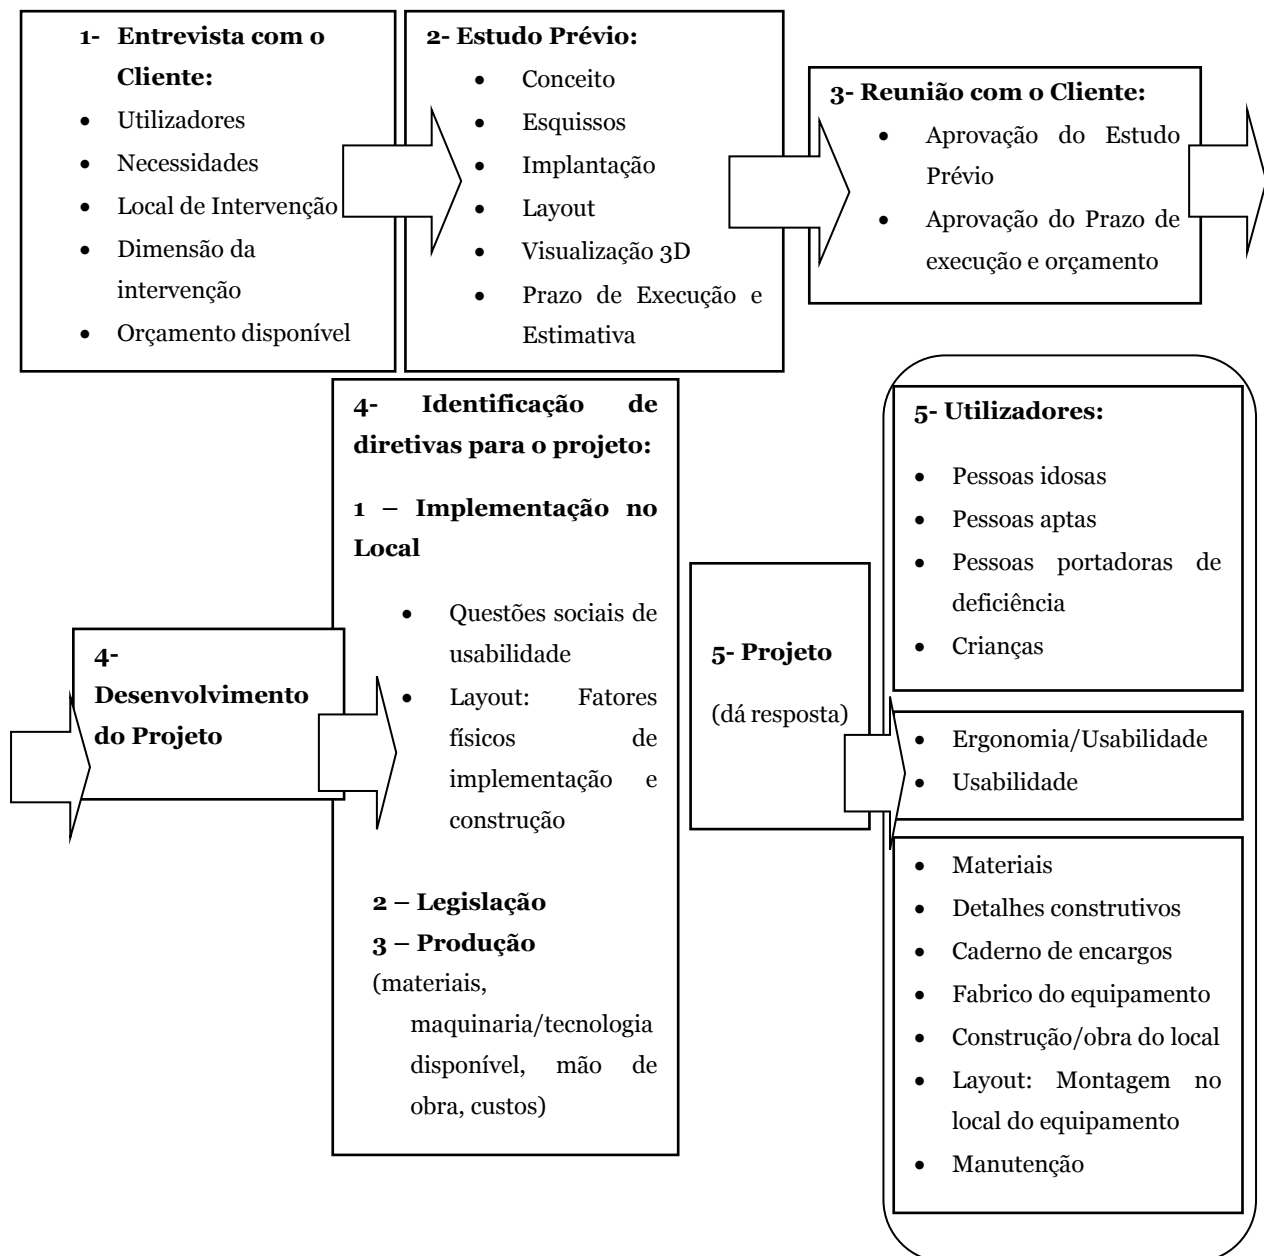 1- Entrevista com o
Cliente:
• Utilizadores
• Necessidades
• Local de Intervenção
• Dimensão da
intervenção
• Orçamento disponível
2- Estudo Prévio:
• Conceito
• Esquissos
• Implantação
• Layout
• Visualização 3D
• Prazo de Execução e
Estimativa
3- Reunião com o Cliente:
• Aprovação do Estudo
Prévio
• Aprovação do Prazo de
execução e orçamento
4-
Desenvolvimento
do Projeto
4- Identificação de
diretivas para o projeto:
1 – Implementação no
Local
• Questões sociais de
usabilidade
• Layout: Fatores
físicos de
implementação e
construção
2 – Legislação
3 – Produção
(materiais,
maquinaria/tecnologia
disponível, mão de
obra, custos)
5- Projeto
(dá resposta)
5- Utilizadores:
• Pessoas idosas
• Pessoas aptas
• Pessoas portadoras de
deficiência
• Crianças
• Ergonomia/Usabilidade
• Usabilidade
• Materiais
• Detalhes construtivos
• Caderno de encargos
• Fabrico do equipamento
• Construção/obra do local
• Layout: Montagem no
local do equipamento
• Manutenção